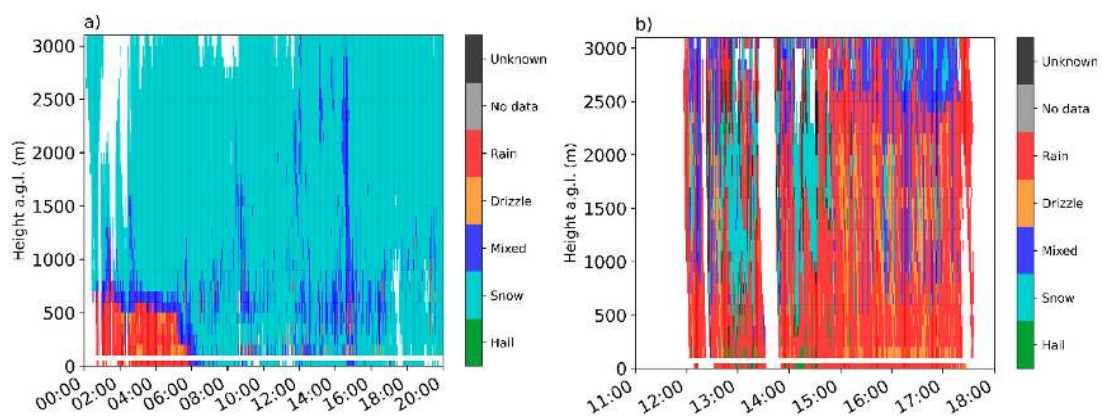 a)
Height a.g.l. (m)
3000
2500
2000
1500
1000
500
0
00:00 02:00 04:00 06:00 08:00 10:00 12:00 14:00 16:00 18:00 20:00
Unknown
No data
Rain
Drizzle
Mixed
Snow
Hail
b)
Height a.g.l. (m)
3000
2500
2000
1500
1000
500
0
11:00 12:00 13:00 14:00 15:00 16:00 17:00 18:00
Unknown
No data
Rain
Drizzle
Mixed
Snow
Hail